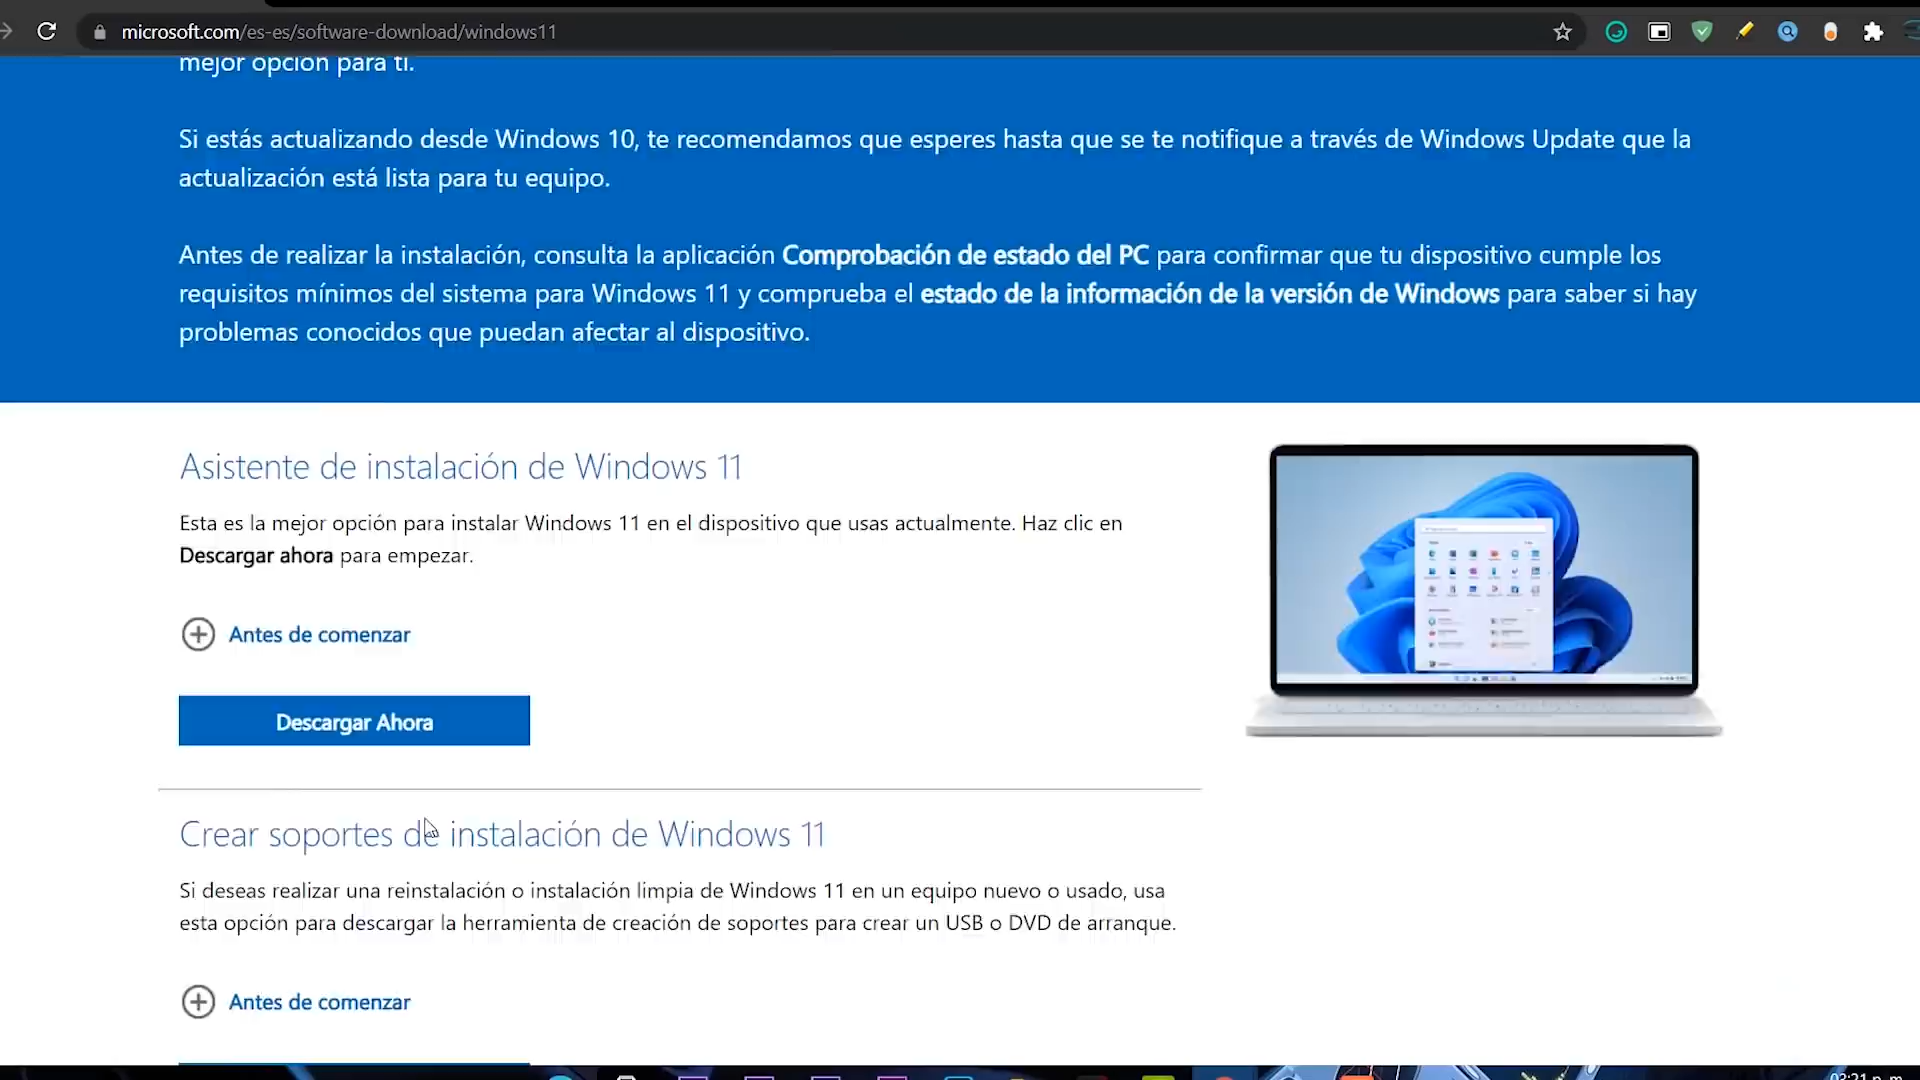 microsoft.com/es-es/software-download/windows11
mejor opción para ti.
Si estás actualizando desde Windows 10, te recomendamos que esperes hasta que se te notifique a través de Windows Update que la
actualización está lista para tu equipo.
Antes de realizar la instalación, consulta la aplicación Comprobación de estado del PC para confirmar que tu dispositivo cumple los
requisitos mínimos del sistema para Windows 11 y comprueba el estado de la información de la versión de Windows para saber si hay
problemas conocidos que puedan afectar al dispositivo.
Asistente de instalación de Windows 11
Esta es la mejor opción para instalar Windows 11 en el dispositivo que usas actualmente. Haz clic en
Descargar ahora para empezar.
Antes de comenzar
Descargar Ahora
Crear soportes de instalación de Windows 11
Si deseas realizar una reinstalación o instalación limpia de Windows 11 en un equipo nuevo o usado, usa
esta opción para descargar la herramienta de creación de soportes para crear un USB o DVD de arranque.
Antes de comenzar
03:21 p. m.